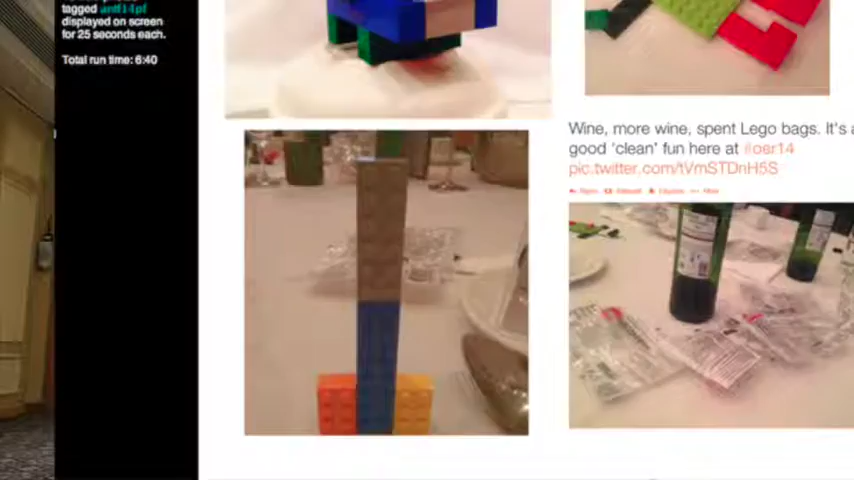 tagged antf14pf
displayed on screen
for 25 seconds each.
Total run time: 6:40
Wine, more wine, spent Lego bags. It's a
good 'clean' fun here at #oer14
pic.twitter.com/tVmSTDnH5S